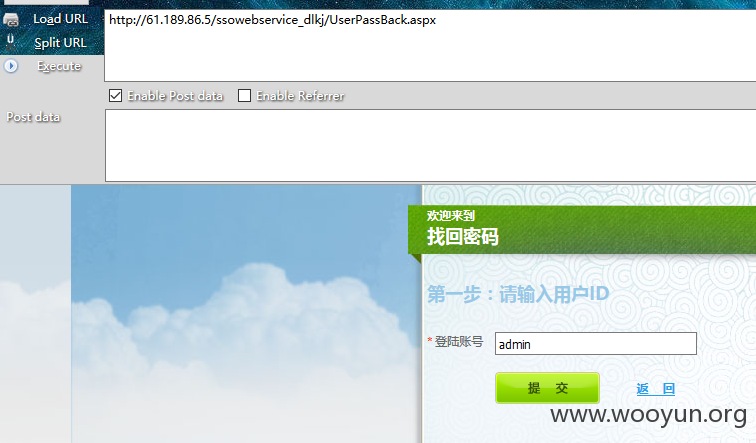 Load URL
http://61.189.86.5/ssowebservice_dlkj/UserPassBack.aspx
Split URL
Execute
Enable Post data
Enable Referrer
Post data
欢迎来到
找回密码
第一步：请输入用户ID
* 登陆账号
admin
提 交
返 回
www.wooyun.org